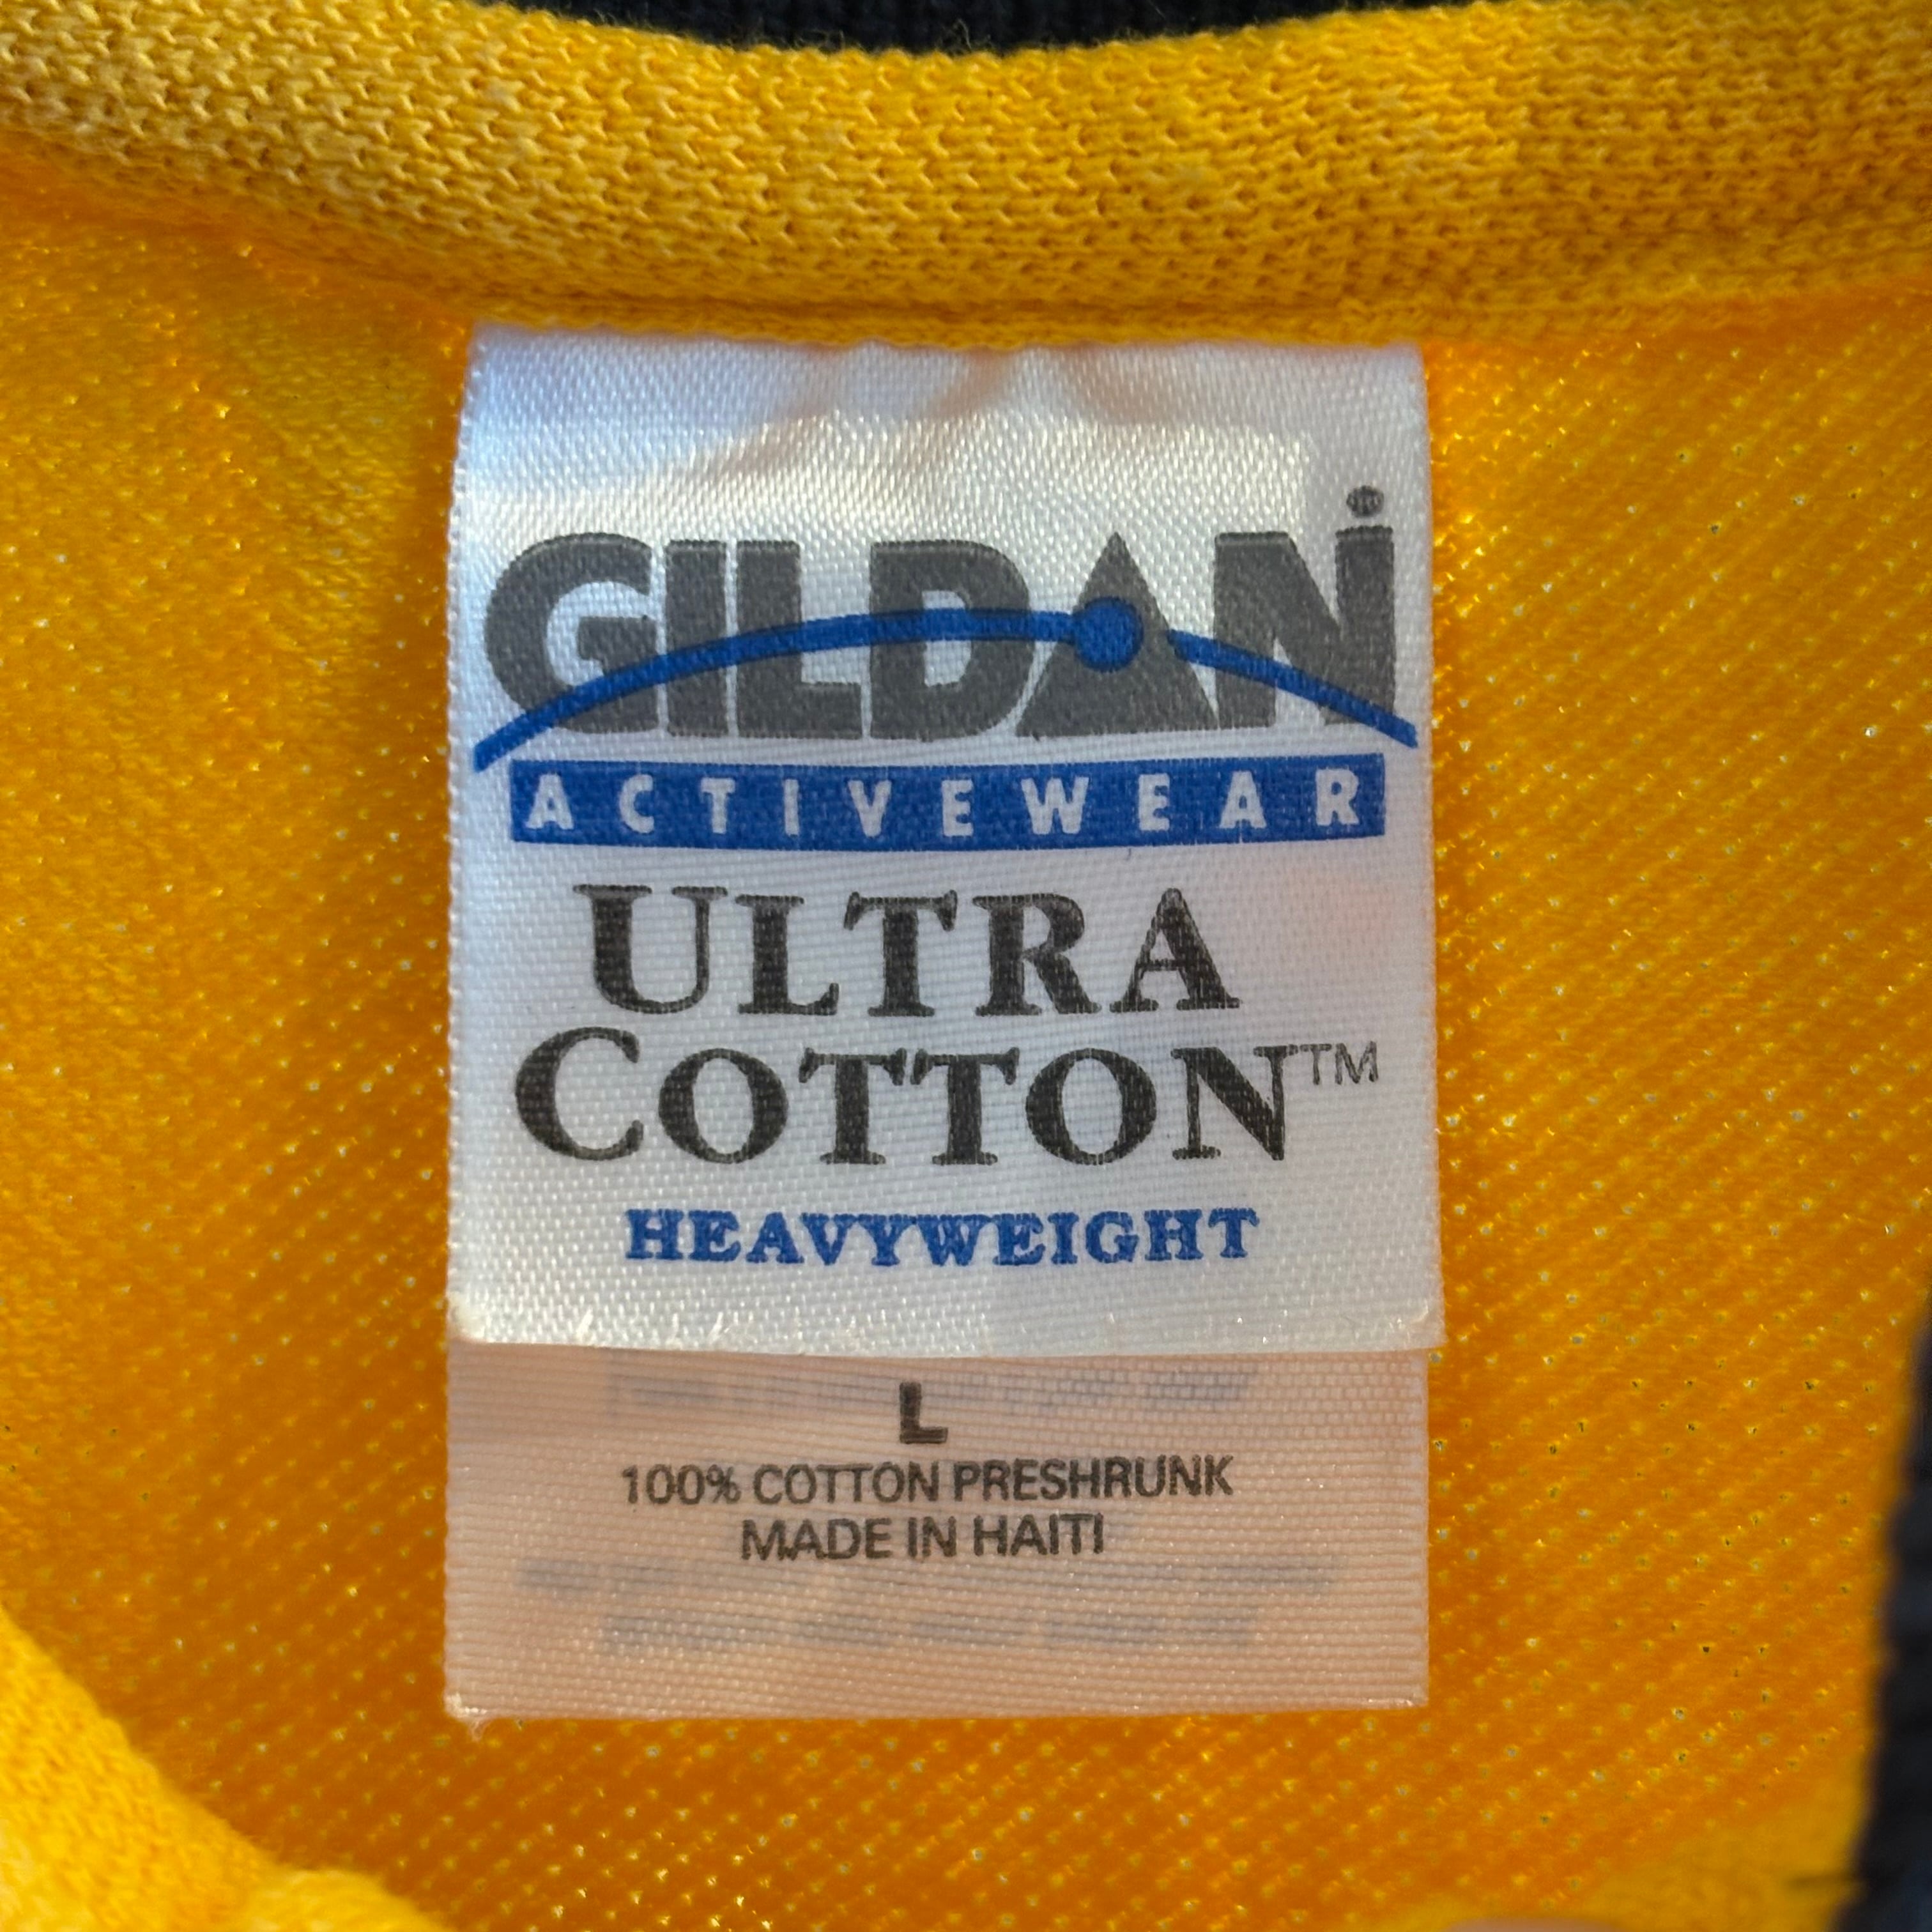 GILDAN®
ACTIVEWEAR
ULTRA
COTTON™
HEAVYWEIGHT
L
100% COTTON PRESHRUNK
MADE IN HAITI